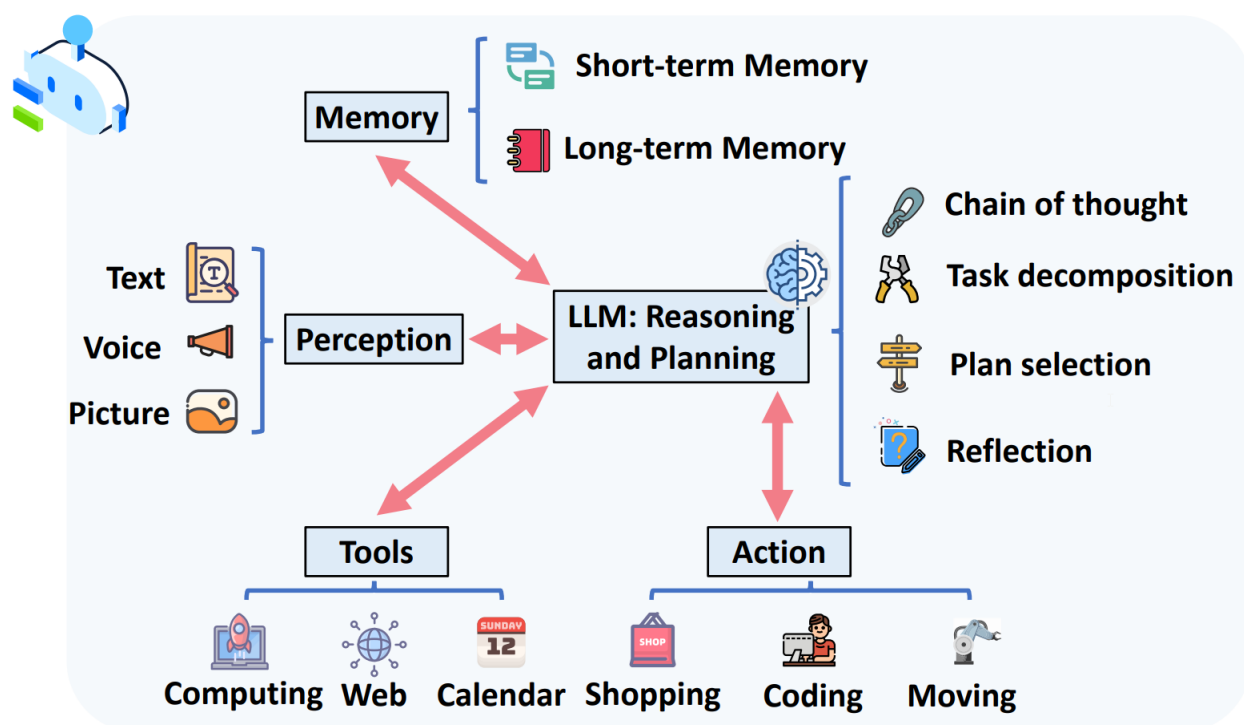 Short-term Memory
Memory
Long-term Memory
Chain of thought
Text
T
Task decomposition
LLM: Reasoning
and Planning
Voice
Perception
Plan selection
Picture
?
Reflection
Tools
Action
SUNDAY
12
SHOP
Computing
Web
Calendar
Shopping
Coding
Moving